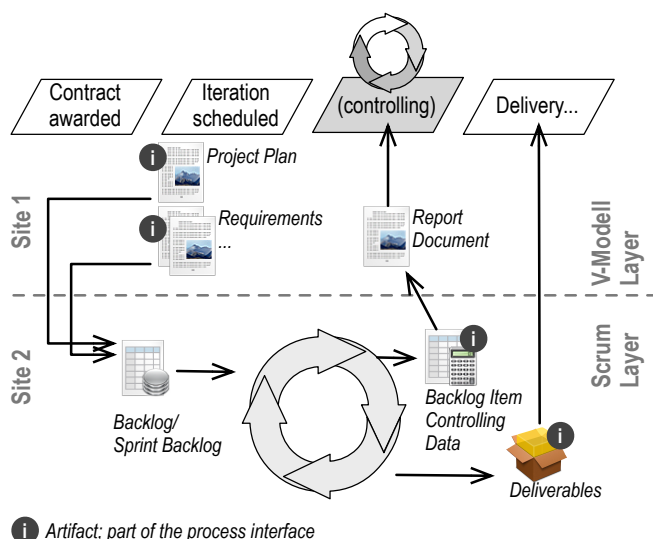 Contract
awarded
Iteration
scheduled
(controlling)
Delivery...
i
Project Plan
i
Requirements
...
Report
Document
Site 1
V-Modell
Layer
Site 2
Scrum
Layer
Backlog/
Sprint Backlog
i
Backlog Item
Controlling
Data
i
Deliverables
i Artifact; part of the process interface